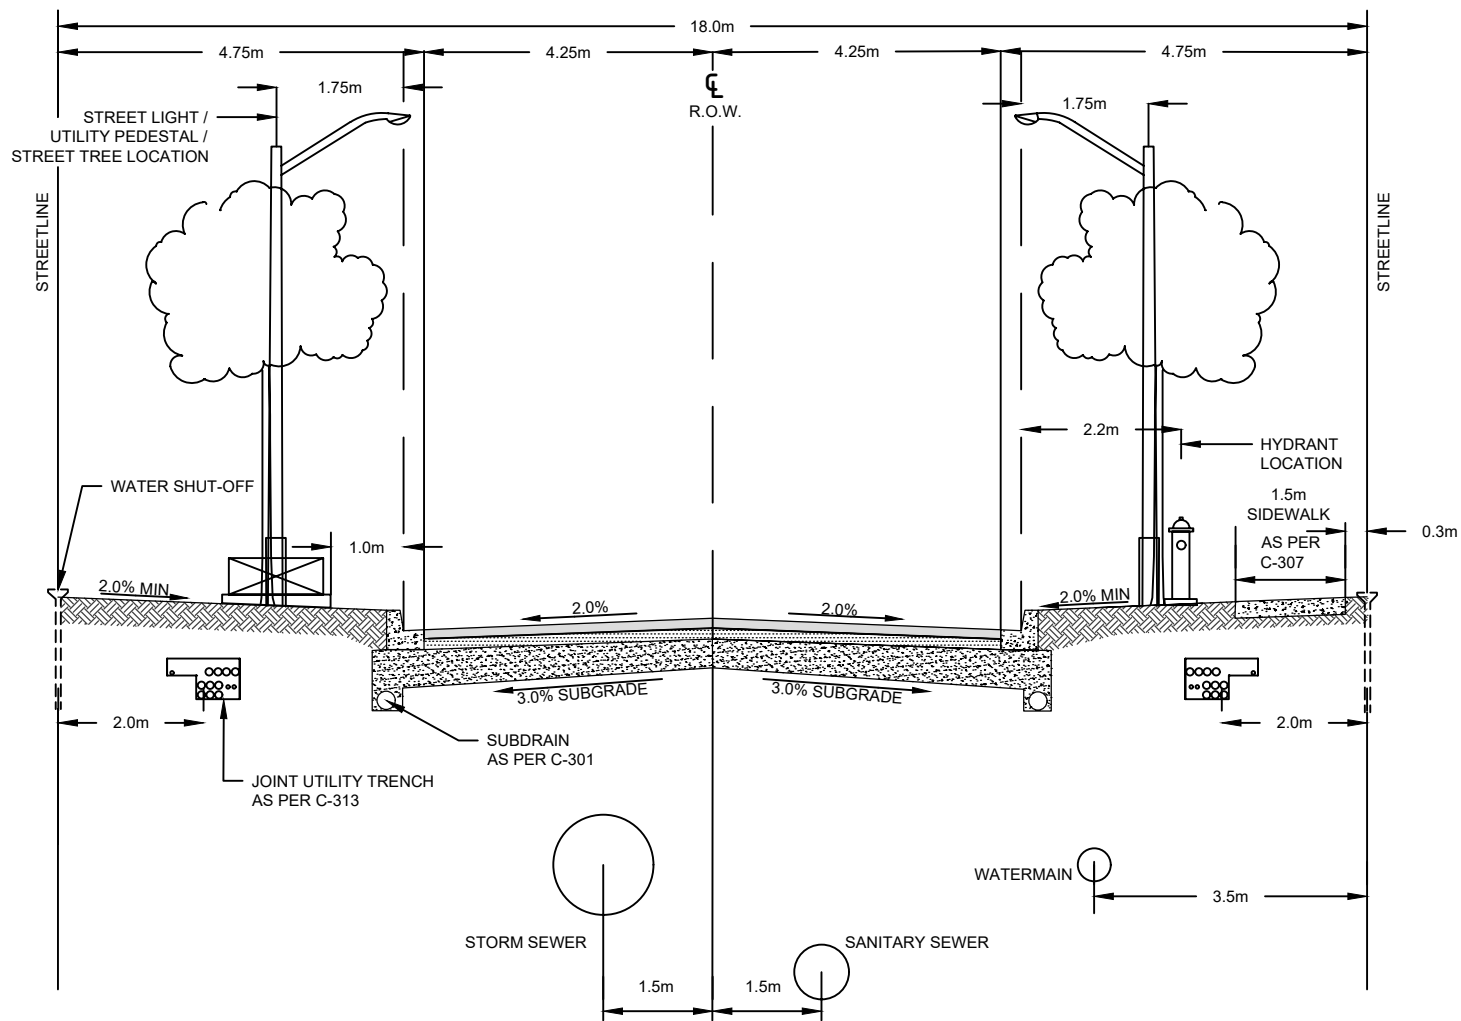 18.0m
4.75m
4.25m
4.25m
4.75m
1.75m
1.75m
℄
R.O.W.
STREET LIGHT /
UTILITY PEDESTAL /
STREET TREE LOCATION
STREETLINE
STREETLINE
2.2m
HYDRANT
LOCATION
WATER SHUT-OFF
1.5m
SIDEWALK
AS PER
C-307
0.3m
1.0m
2.0% MIN
2.0%
2.0%
2.0% MIN
3.0% SUBGRADE
3.0% SUBGRADE
2.0m
2.0m
SUBDRAIN
AS PER C-301
JOINT UTILITY TRENCH
AS PER C-313
WATERMAIN
3.5m
STORM SEWER
SANITARY SEWER
1.5m
1.5m